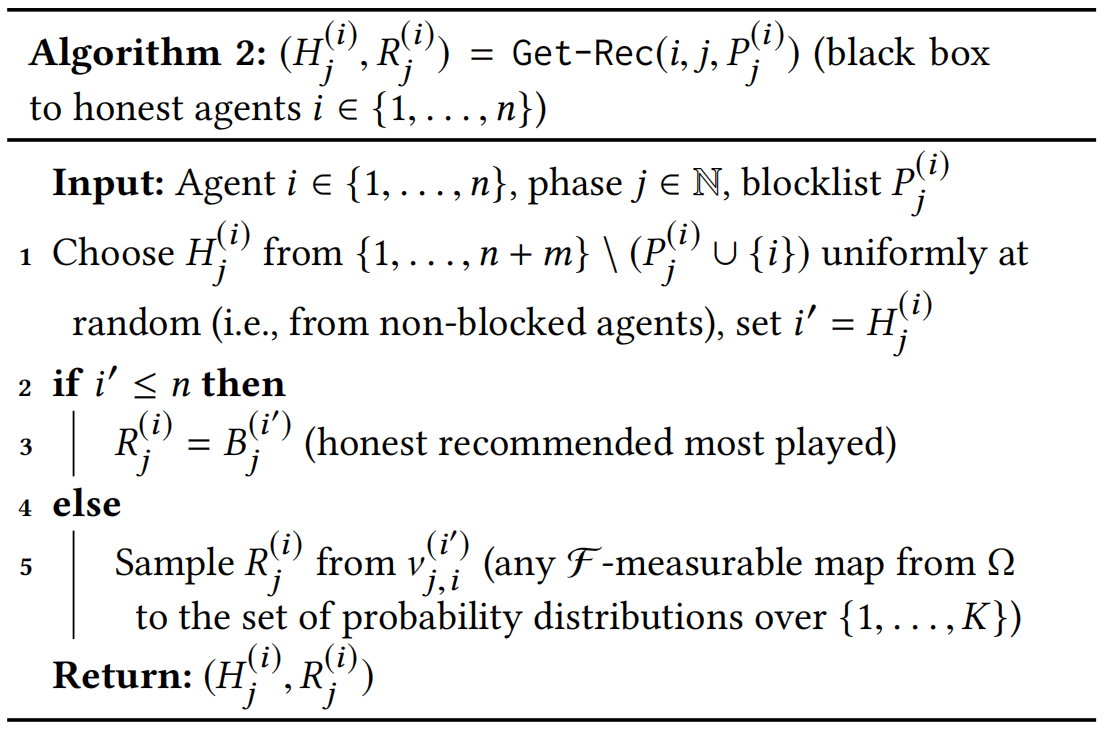 Algorithm 2: $(H_j^{(i)}, R_j^{(i)})$ = Get-Rec$(i, j, P_j^{(i)})$ (black box
to honest agents $i \in \{1, \ldots, n\}$)
Input: Agent $i \in \{1, \ldots, n\}$, phase $j \in \mathbb{N}$, blocklist $P_j^{(i)}$
1 Choose $H_j^{(i)}$ from $\{1, \ldots, n + m\} \setminus (P_j^{(i)} \cup \{i\})$ uniformly at
random (i.e., from non-blocked agents), set $i' = H_j^{(i)}$
2 if $i' \leq n$ then
3 $R_j^{(i)} = B_j^{(i')}$ (honest recommended most played)
4 else
5 Sample $R_j^{(i)}$ from $\nu_{j,i}^{(i')}$ (any $\mathcal{F}$-measurable map from $\Omega$
to the set of probability distributions over $\{1, \ldots, K\}$)
Return: $(H_j^{(i)}, R_j^{(i)})$